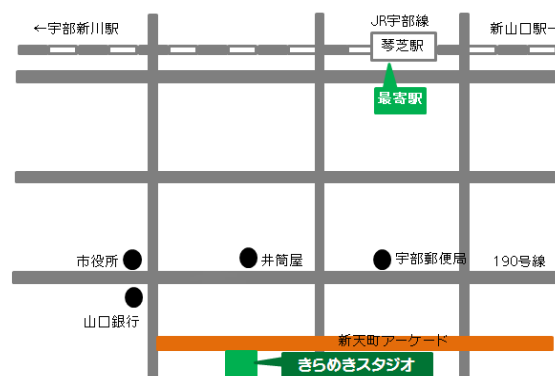 JR宇部線
←宇部新川駅
琴芝駅
新山口駅→
最寄駅
市役所
井筒屋
宇部郵便局
190号線
山口銀行
新天町アーケード
きらめきスタジオ